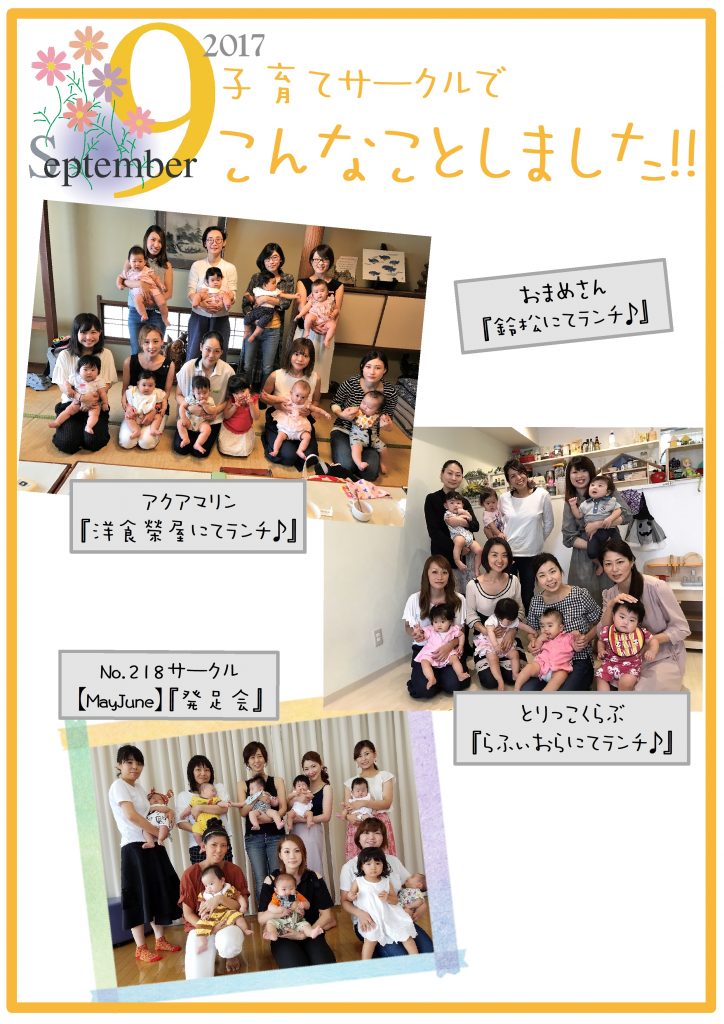 2017
9
September
子育てサークルで
こんなことしました!!
おまめさん
『鈴松にてランチ♪』
アクアマリン
『洋食榮屋にてランチ♪』
No.218サークル
【MayJune】『発足会』
とりっこくらぶ
『らふぃおらにてランチ♪』